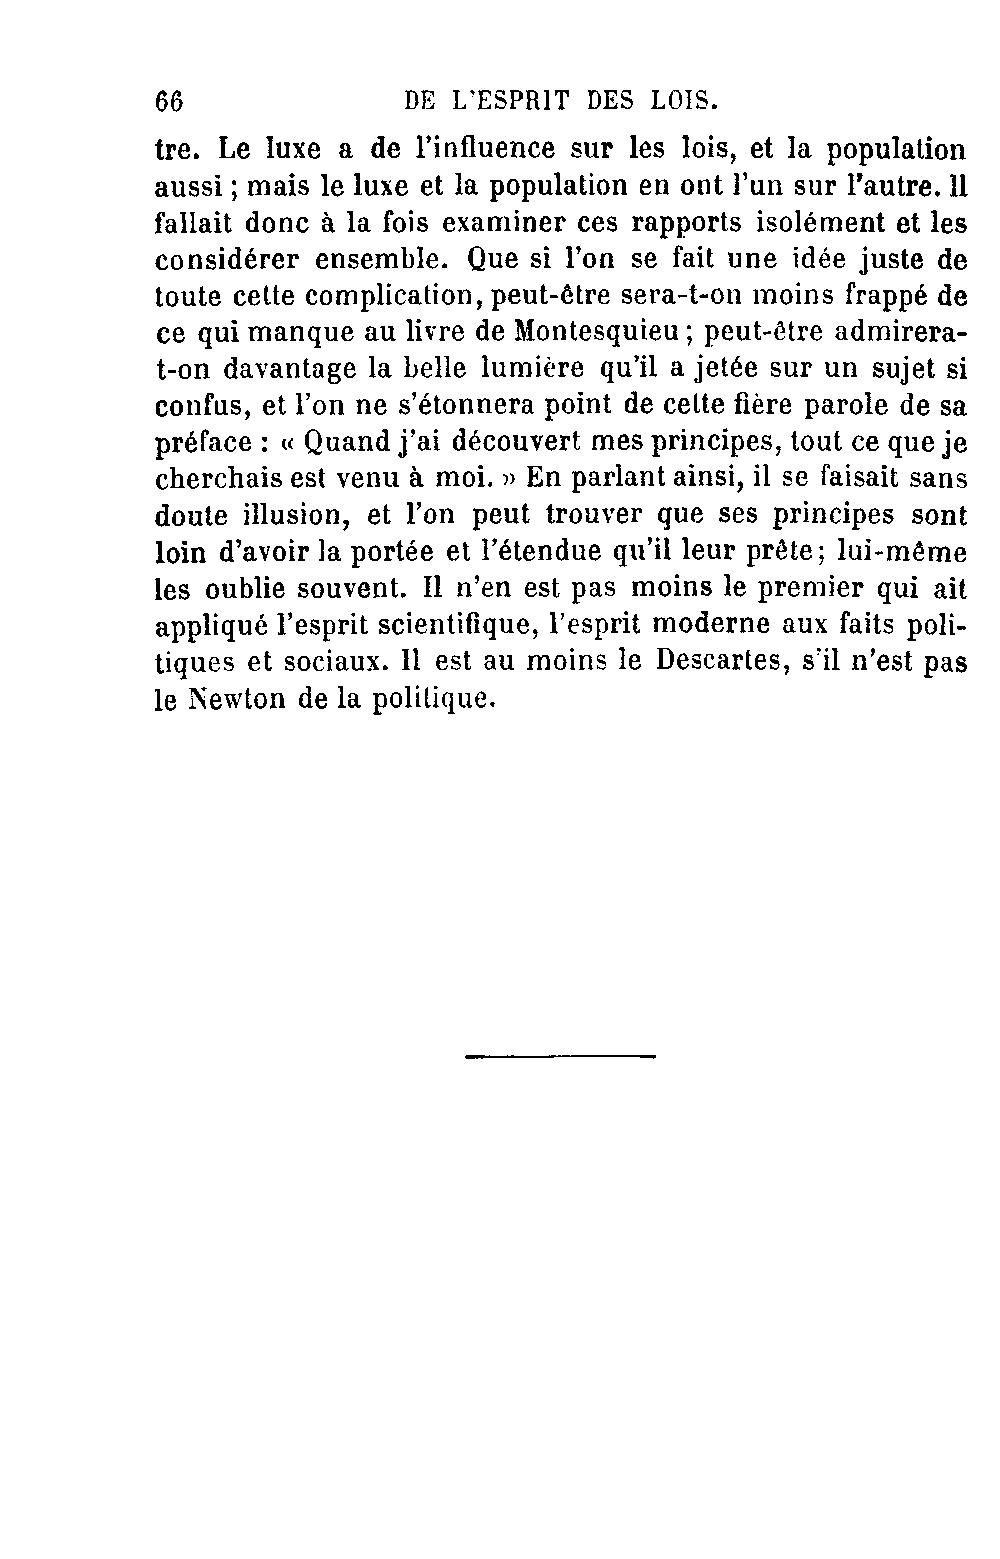 66 DE L'ESPRIT DES LOIS.
tre. Le luxe a de l'influence sur les lois, et la population
aussi ; mais le luxe et la population en ont l'un sur l'autre. Il
fallait donc à la fois examiner ces rapports isolément et les
considérer ensemble. Que si l'on se fait une idée juste de
toute cette complication, peut-être sera-t-on moins frappé de
ce qui manque au livre de Montesquieu ; peut-être admirera-
t-on davantage la belle lumière qu'il a jetée sur un sujet si
confus, et l'on ne s'étonnera point de cette fière parole de sa
préface : « Quand j'ai découvert mes principes, tout ce que je
cherchais est venu à moi. » En parlant ainsi, il se faisait sans
doute illusion, et l'on peut trouver que ses principes sont
loin d'avoir la portée et l'étendue qu'il leur prête ; lui-même
les oublie souvent. Il n'en est pas moins le premier qui ait
appliqué l'esprit scientifique, l'esprit moderne aux faits poli-
tiques et sociaux. Il est au moins le Descartes, s'il n'est pas
le Newton de la politique.